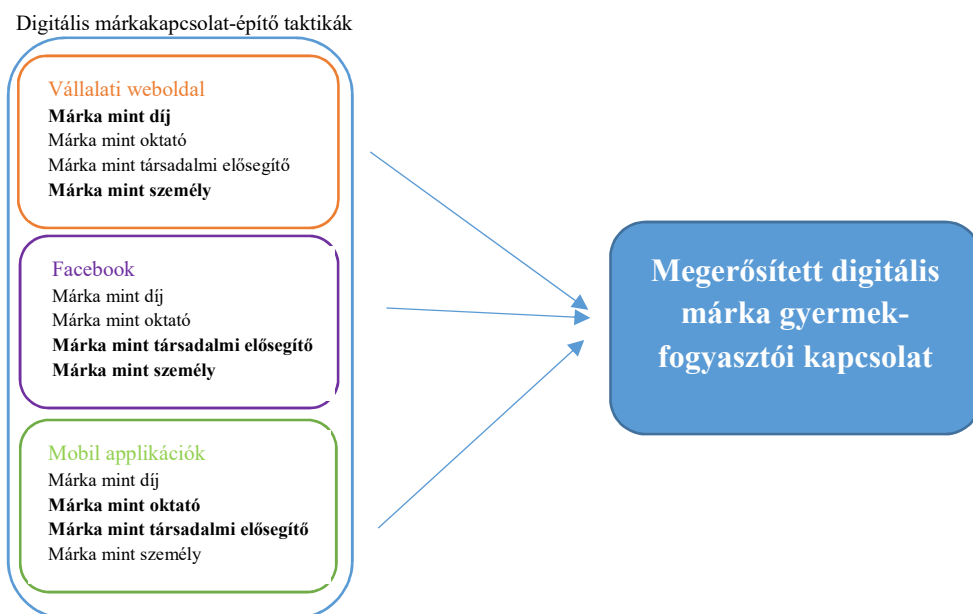 Digitális márkakapcsolat-építő taktikák
Vállalati weboldal
Márka mint díj
Márka mint oktató
Márka mint társadalmi elősegítő
Márka mint személy
Facebook
Márka mint díj
Márka mint oktató
Márka mint társadalmi elősegítő
Márka mint személy
Mobil applikációk
Márka mint díj
Márka mint oktató
Márka mint társadalmi elősegítő
Márka mint személy
Megerősített digitális
márka gyermek-
fogyasztói kapcsolat